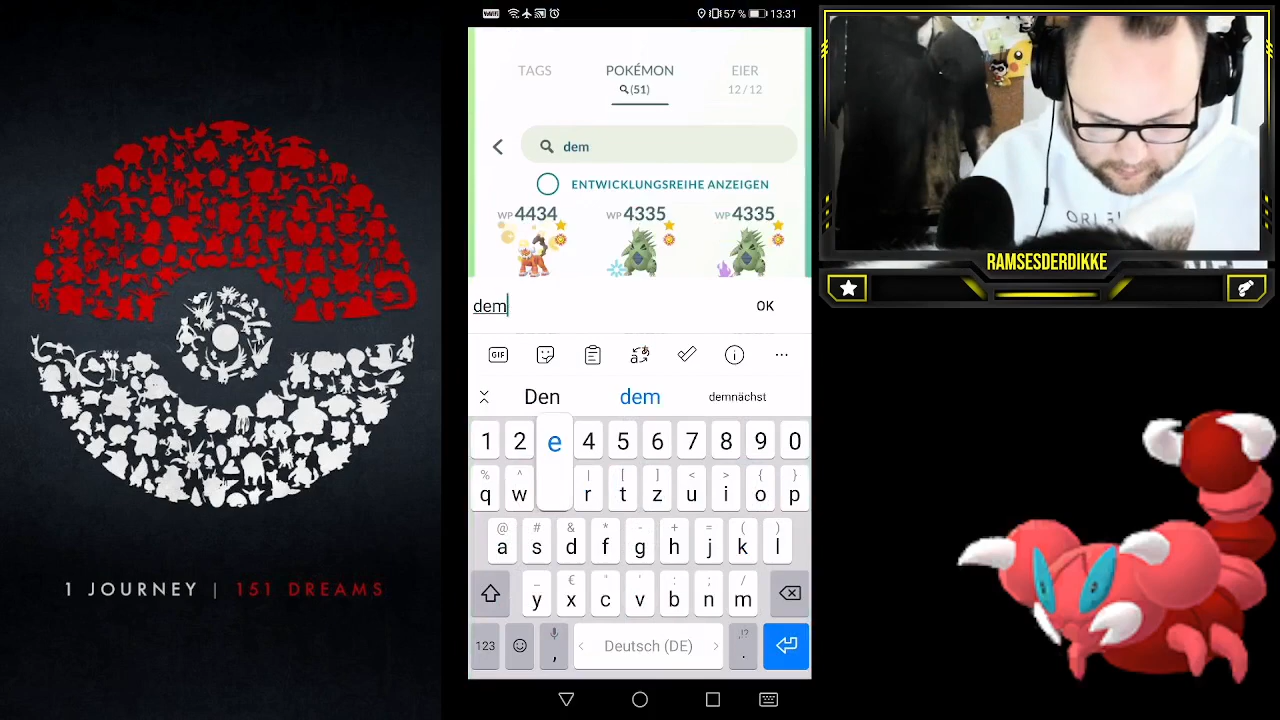 13:31
57 %
TAGS
POKÉMON
(51)
EIER
12 / 12
dem
ENTWICKLUNGSREIHE ANZEIGEN
WP 4434
WP 4335
WP 4335
dem
OK
GIF
Den
dem
demnächst
1 2 e 4 5 6 7 8 9 0
% ^ | [ ] < > { }
q w r t z u i o p
@ # & * - + = ( )
a s d f g h j k l
_ € " ' : ; /
y x c v b n m
123
,
Deutsch (DE)
,!?
.
1 JOURNEY | 151 DREAMS
RAMSESDERDIKKE